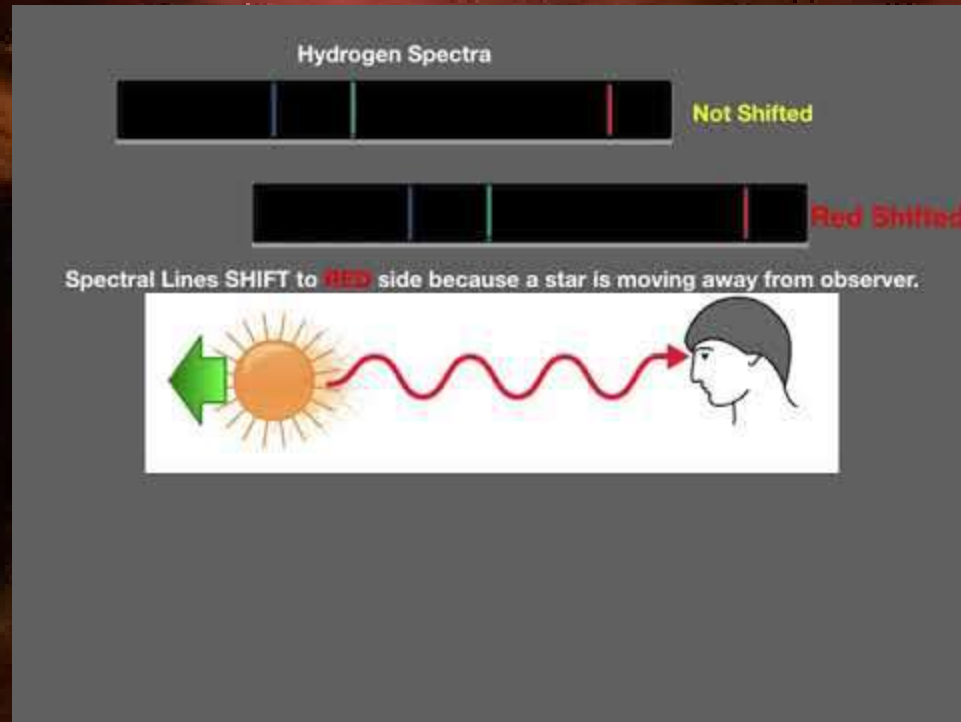 Hydrogen Spectra
Not Shifted
Red Shifted
Spectral Lines SHIFT to RED side because a star is moving away from observer.